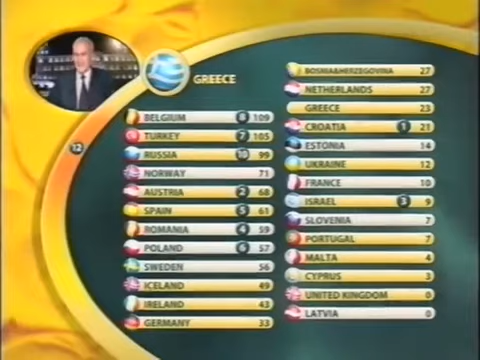 GREECE
12
BELGIUM 8 109
TURKEY 7 105
RUSSIA 10 99
NORWAY 71
AUSTRIA 2 68
SPAIN 5 61
ROMANIA 4 59
POLAND 6 57
SWEDEN 56
ICELAND 49
IRELAND 43
GERMANY 33
BOSNIA&HERZEGOVINA 27
NETHERLANDS 27
GREECE 23
CROATIA 1 21
ESTONIA 14
UKRAINE 12
FRANCE 10
ISRAEL 3 9
SLOVENIA 7
PORTUGAL 7
MALTA 4
CYPRUS 3
UNITED KINGDOM 0
LATVIA 0